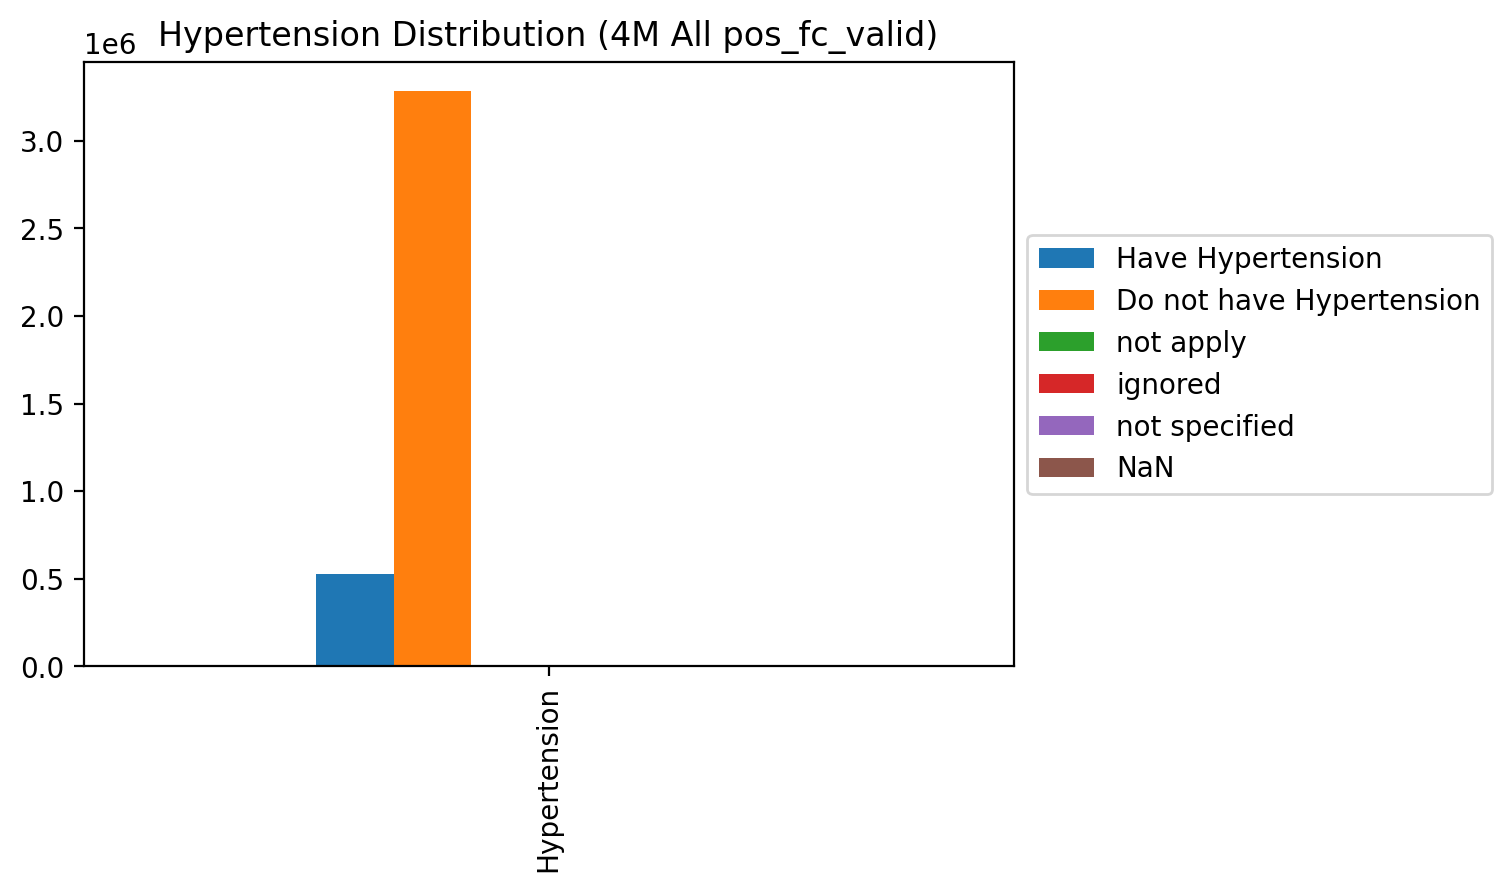 Hypertension Distribution (4M All pos_fc_valid)
1e6
3.0
2.5
2.0
1.5
1.0
0.5
0.0
Hypertension
Have Hypertension
Do not have Hypertension
not apply
ignored
not specified
NaN